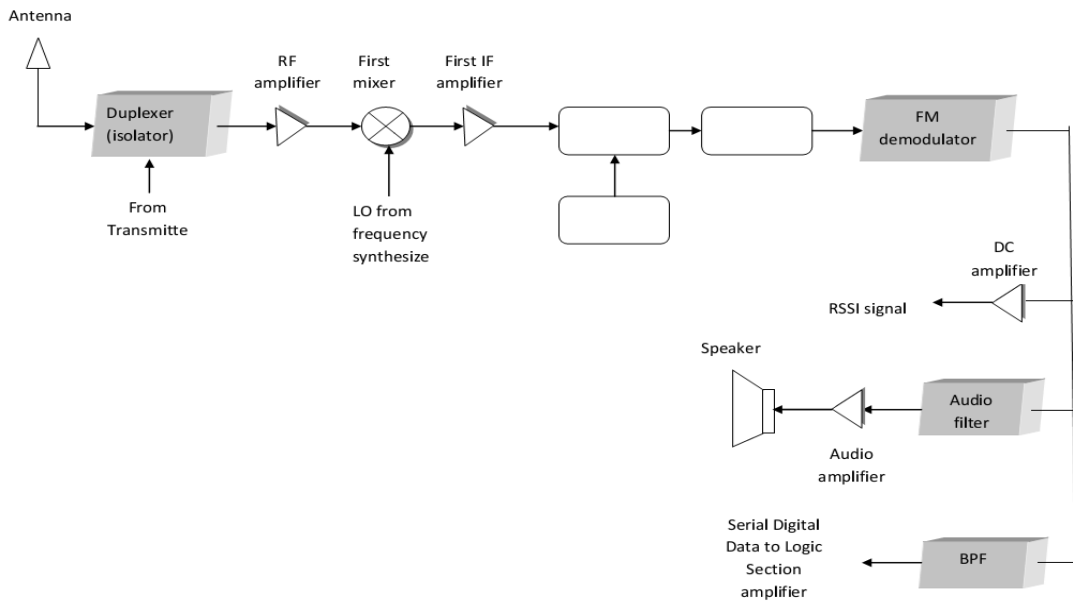 Antenna
Duplexer
(isolator)
From
Transmitte
RF
amplifier
First
mixer
LO from
frequency
synthesize
First IF
amplifier
FM
demodulator
DC
amplifier
RSSI signal
Speaker
Audio
amplifier
Audio
filter
Serial Digital
Data to Logic
Section
amplifier
BPF